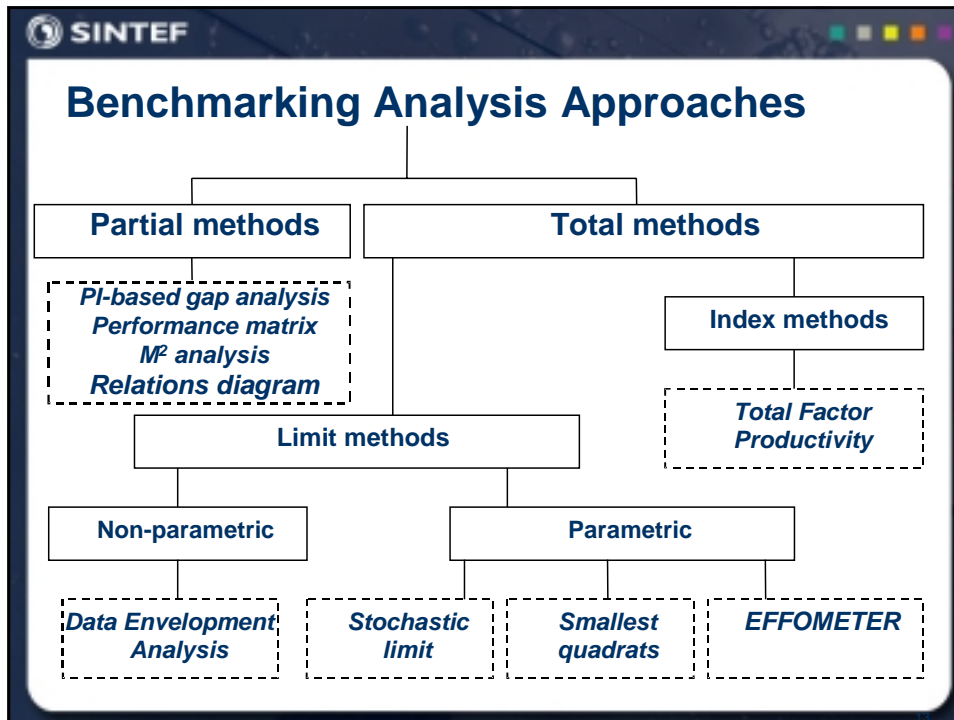 SINTEF
Benchmarking Analysis Approaches
Partial methods
Total methods
PI-based gap analysis
Performance matrix
M² analysis
Relations diagram
Index methods
Total Factor
Productivity
Limit methods
Non-parametric
Parametric
Data Envelopment
Analysis
Stochastic
limit
Smallest
quadrats
EFFOMETER